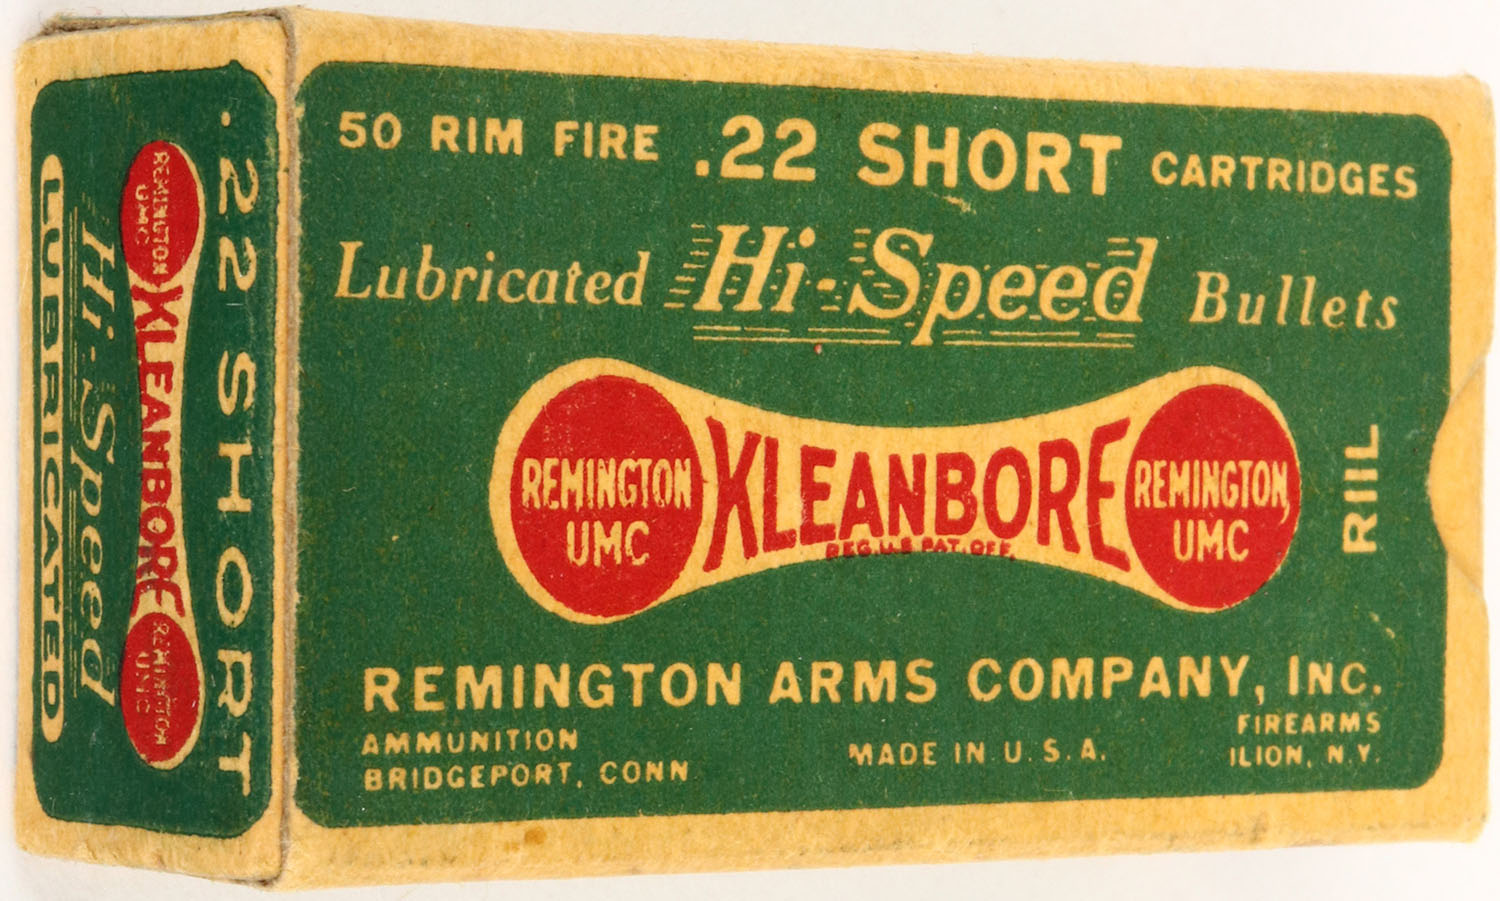 50 RIM FIRE .22 SHORT CARTRIDGES
Lubricated Hi-Speed Bullets
REMINGTON
UMC
KLEANBORE
REG. U.S. PAT. OFF.
REMINGTON,
UMC
R11L
REMINGTON ARMS COMPANY, INC.
AMMUNITION
BRIDGEPORT, CONN
MADE IN U.S.A.
FIREARMS
ILION, N.Y.
.22 SHORT
REMINGTON
UMC
KLEANBORE
REMINGTON
UMC
Hi-Speed
LUBRICATED